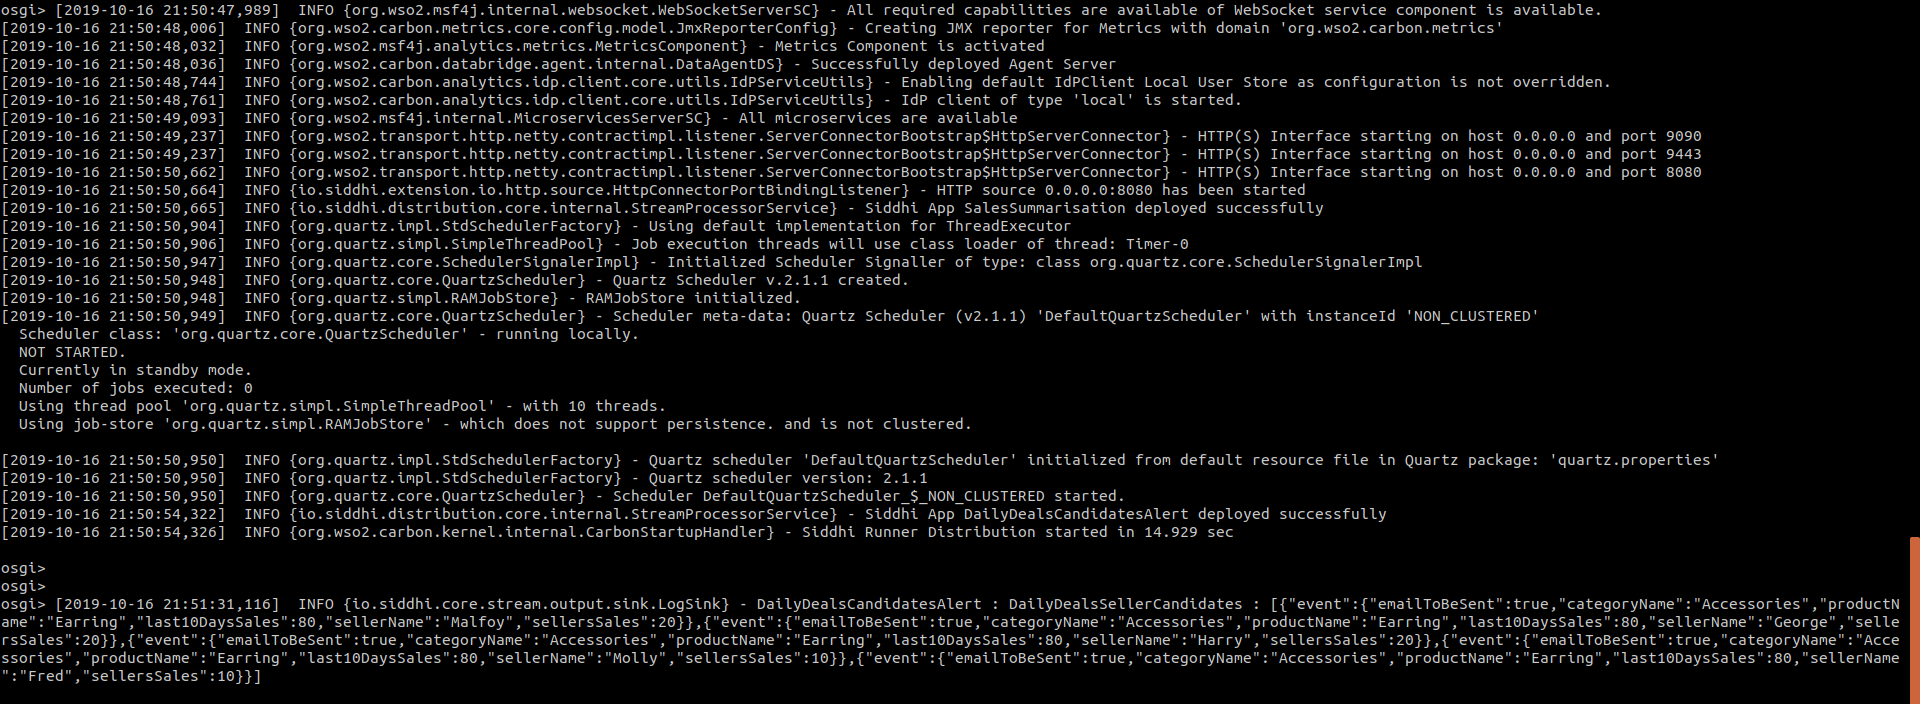 osgi> [2019-10-16 21:50:47,989]  INFO {org.wso2.msf4j.internal.websocket.WebSocketServerSC} - All required capabilities are available of WebSocket service component is available.
[2019-10-16 21:50:48,006]  INFO {org.wso2.carbon.metrics.core.config.model.JmxReporterConfig} - Creating JMX reporter for Metrics with domain 'org.wso2.carbon.metrics'
[2019-10-16 21:50:48,032]  INFO {org.wso2.msf4j.analytics.metrics.MetricsComponent} - Metrics Component is activated
[2019-10-16 21:50:48,036]  INFO {org.wso2.carbon.databridge.agent.internal.DataAgentDS} - Successfully deployed Agent Server
[2019-10-16 21:50:48,744]  INFO {org.wso2.carbon.analytics.idp.client.core.utils.IdPServiceUtils} - Enabling default IdPClient Local User Store as configuration is not overridden.
[2019-10-16 21:50:48,761]  INFO {org.wso2.carbon.analytics.idp.client.core.utils.IdPServiceUtils} - IdP client of type 'local' is started.
[2019-10-16 21:50:49,093]  INFO {org.wso2.msf4j.internal.MicroservicesServerSC} - All microservices are available
[2019-10-16 21:50:49,237]  INFO {org.wso2.transport.http.netty.contractimpl.listener.ServerConnectorBootstrap$HttpServerConnector} - HTTP(S) Interface starting on host 0.0.0.0 and port 9090
[2019-10-16 21:50:49,237]  INFO {org.wso2.transport.http.netty.contractimpl.listener.ServerConnectorBootstrap$HttpServerConnector} - HTTP(S) Interface starting on host 0.0.0.0 and port 9443
[2019-10-16 21:50:50,662]  INFO {org.wso2.transport.http.netty.contractimpl.listener.ServerConnectorBootstrap$HttpServerConnector} - HTTP(S) Interface starting on host 0.0.0.0 and port 8080
[2019-10-16 21:50:50,664]  INFO {io.siddhi.extension.io.http.source.HttpConnectorPortBindingListener} - HTTP source 0.0.0.0:8080 has been started
[2019-10-16 21:50:50,665]  INFO {io.siddhi.distribution.core.internal.StreamProcessorService} - Siddhi App SalesSummarisation deployed successfully
[2019-10-16 21:50:50,904]  INFO {org.quartz.impl.StdSchedulerFactory} - Using default implementation for ThreadExecutor
[2019-10-16 21:50:50,906]  INFO {org.quartz.simpl.SimpleThreadPool} - Job execution threads will use class loader of thread: Timer-0
[2019-10-16 21:50:50,947]  INFO {org.quartz.core.SchedulerSignalerImpl} - Initialized Scheduler Signaller of type: class org.quartz.core.SchedulerSignalerImpl
[2019-10-16 21:50:50,948]  INFO {org.quartz.core.QuartzScheduler} - Quartz Scheduler v.2.1.1 created.
[2019-10-16 21:50:50,948]  INFO {org.quartz.simpl.RAMJobStore} - RAMJobStore initialized.
[2019-10-16 21:50:50,949]  INFO {org.quartz.core.QuartzScheduler} - Scheduler meta-data: Quartz Scheduler (v2.1.1) 'DefaultQuartzScheduler' with instanceId 'NON_CLUSTERED'
  Scheduler class: 'org.quartz.core.QuartzScheduler' - running locally.
  NOT STARTED.
  Currently in standby mode.
  Number of jobs executed: 0
  Using thread pool 'org.quartz.simpl.SimpleThreadPool' - with 10 threads.
  Using job-store 'org.quartz.simpl.RAMJobStore' - which does not support persistence. and is not clustered.

[2019-10-16 21:50:50,950]  INFO {org.quartz.impl.StdSchedulerFactory} - Quartz scheduler 'DefaultQuartzScheduler' initialized from default resource file in Quartz package: 'quartz.properties'
[2019-10-16 21:50:50,950]  INFO {org.quartz.impl.StdSchedulerFactory} - Quartz scheduler version: 2.1.1
[2019-10-16 21:50:50,950]  INFO {org.quartz.core.QuartzScheduler} - Scheduler DefaultQuartzScheduler_$_NON_CLUSTERED started.
[2019-10-16 21:50:54,322]  INFO {io.siddhi.distribution.core.internal.StreamProcessorService} - Siddhi App DailyDealsCandidatesAlert deployed successfully
[2019-10-16 21:50:54,326]  INFO {org.wso2.carbon.kernel.internal.CarbonStartupHandler} - Siddhi Runner Distribution started in 14.929 sec

osgi>
osgi>
osgi> [2019-10-16 21:51:31,116]  INFO {io.siddhi.core.stream.output.sink.LogSink} - DailyDealsCandidatesAlert : DailyDealsSellerCandidates : [{"event":{"emailToBeSent":true,"categoryName":"Accessories","productN
ame":"Earring","last10DaysSales":80,"sellerName":"Malfoy","sellersSales":20}},{"event":{"emailToBeSent":true,"categoryName":"Accessories","productName":"Earring","last10DaysSales":80,"sellerName":"George","selle
rsSales":20}},{"event":{"emailToBeSent":true,"categoryName":"Accessories","productName":"Earring","last10DaysSales":80,"sellerName":"Harry","sellersSales":20}},{"event":{"emailToBeSent":true,"categoryName":"Acce
ssories","productName":"Earring","last10DaysSales":80,"sellerName":"Molly","sellersSales":10}},{"event":{"emailToBeSent":true,"categoryName":"Accessories","productName":"Earring","last10DaysSales":80,"sellerName
":"Fred","sellersSales":10}}]